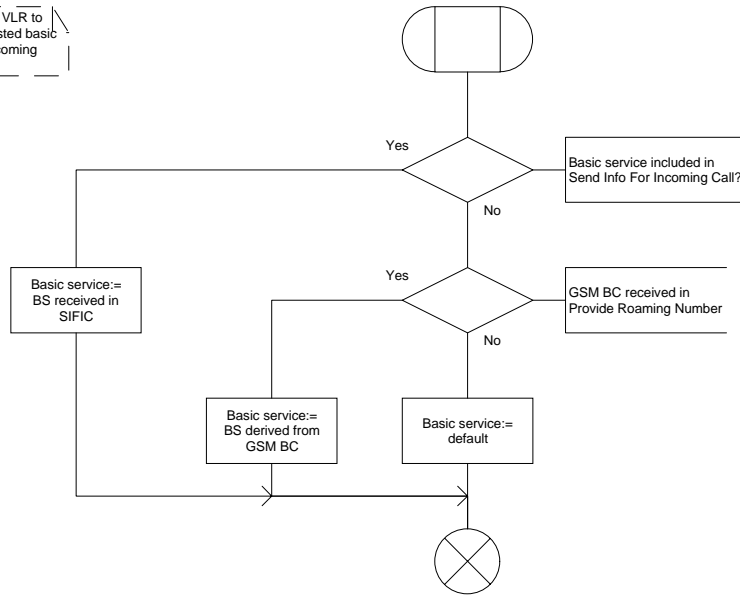 VLR to
sted basic
coming
Yes
Basic service included in
Send Info For Incoming Call?
No
Basic service:=
BS received in
SIFIC
Yes
GSM BC received in
Provide Roaming Number
No
Basic service:=
BS derived from
GSM BC
Basic service:=
default